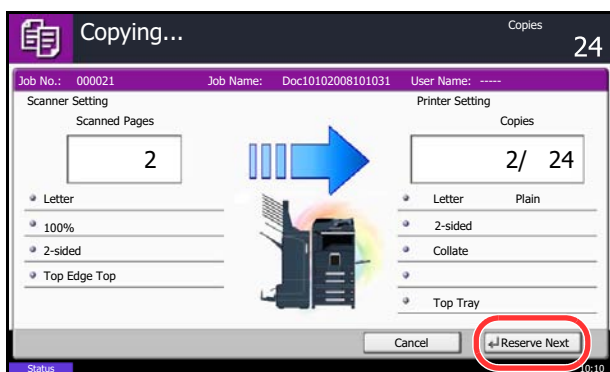 Copying...
Copies
24
Job No.: 000021 Job Name: Doc10102008101031 User Name: -----
Scanner Setting
Printer Setting
Scanned Pages
Copies
2
2/ 24
Letter
Letter Plain
100%
2-sided
2-sided
Collate
Top Edge Top
Top Tray
Cancel
Reserve Next
Status
10:10